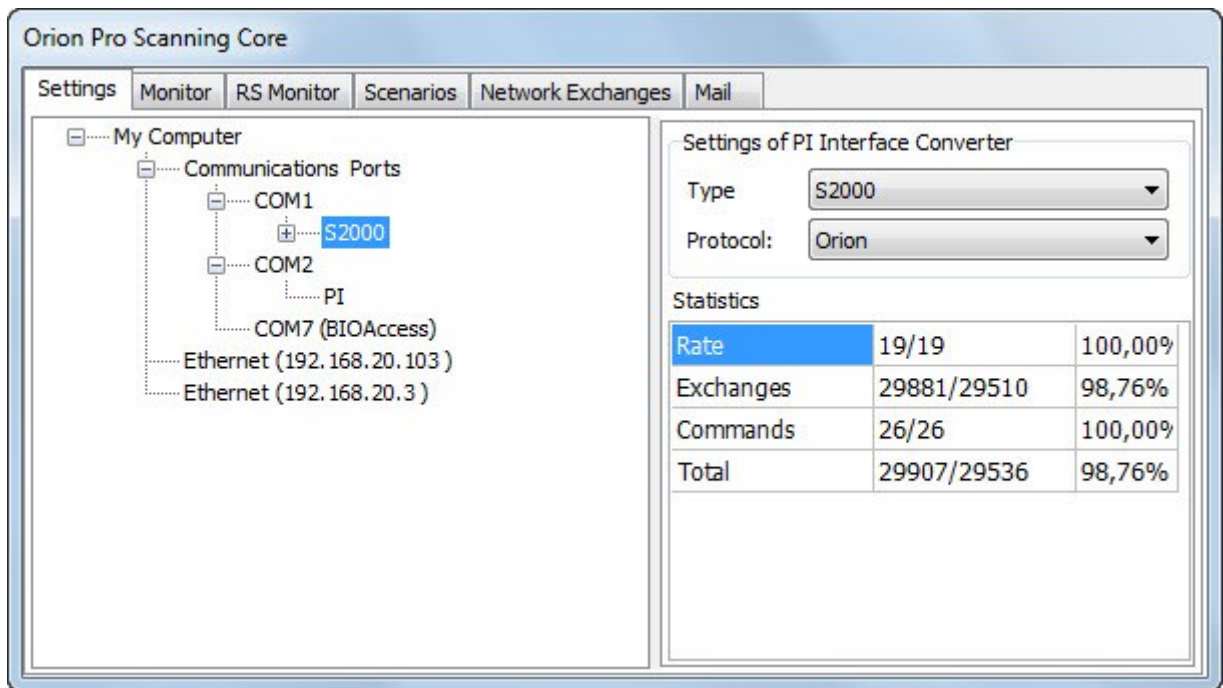 Orion Pro Scanning Core
Settings Monitor RS Monitor Scenarios Network Exchanges Mail
My Computer
Communications Ports
COM1
S2000
COM2
PI
COM7 (BIOAccess)
Ethernet (192.168.20.103 )
Ethernet (192.168.20.3 )
Settings of PI Interface Converter
Type S2000
Protocol: Orion
Statistics
Rate 19/19 100,00%
Exchanges 29881/29510 98,76%
Commands 26/26 100,00%
Total 29907/29536 98,76%